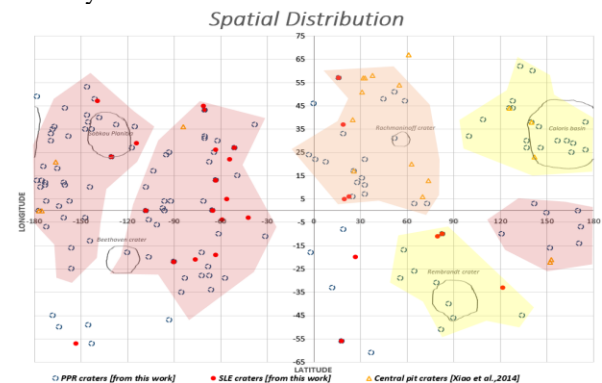 Spatial Distribution
75
65
55
45
35
25
15
5
-5
-15
-25
-35
-45
-55
-65
-180 -150 -120 -90 -60 -30 0 30 60 90 120 150 180
LONGITUDE
LATITUDE
Sobkou Planitia
Beethoven crater
Rachmaninoff crater
Caloris basin
Rembrandt crater
PPR craters [from this work]
SLE craters [from this work]
Central pit craters [Xiao et al.,2014]